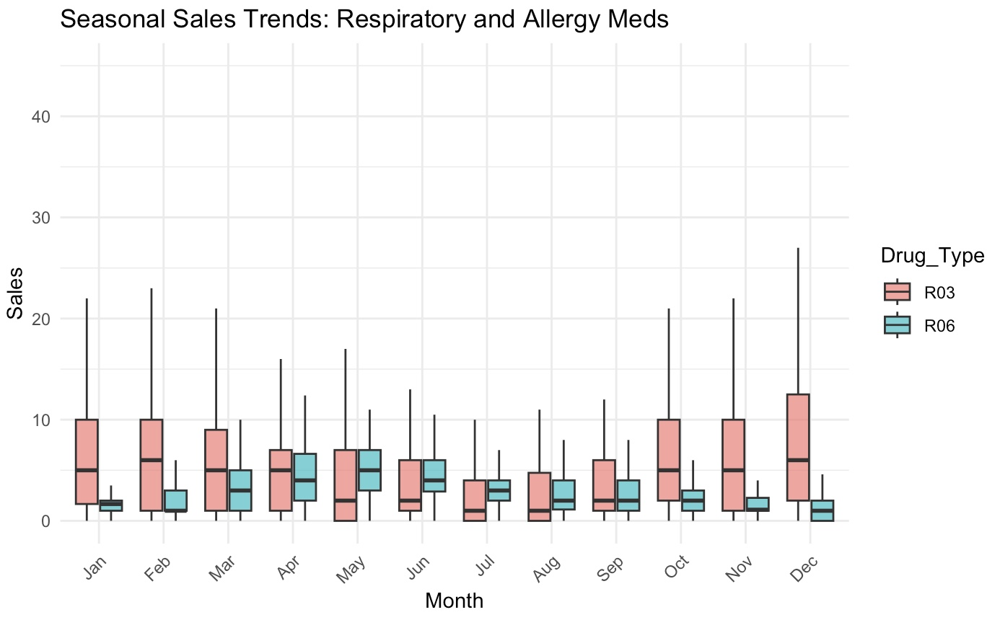 Seasonal Sales Trends: Respiratory and Allergy Meds
40
30
20
10
0
Sales
Jan
Feb
Mar
Apr
May
Jun
Jul
Aug
Sep
Oct
Nov
Dec
Month
Drug_Type
R03
R06